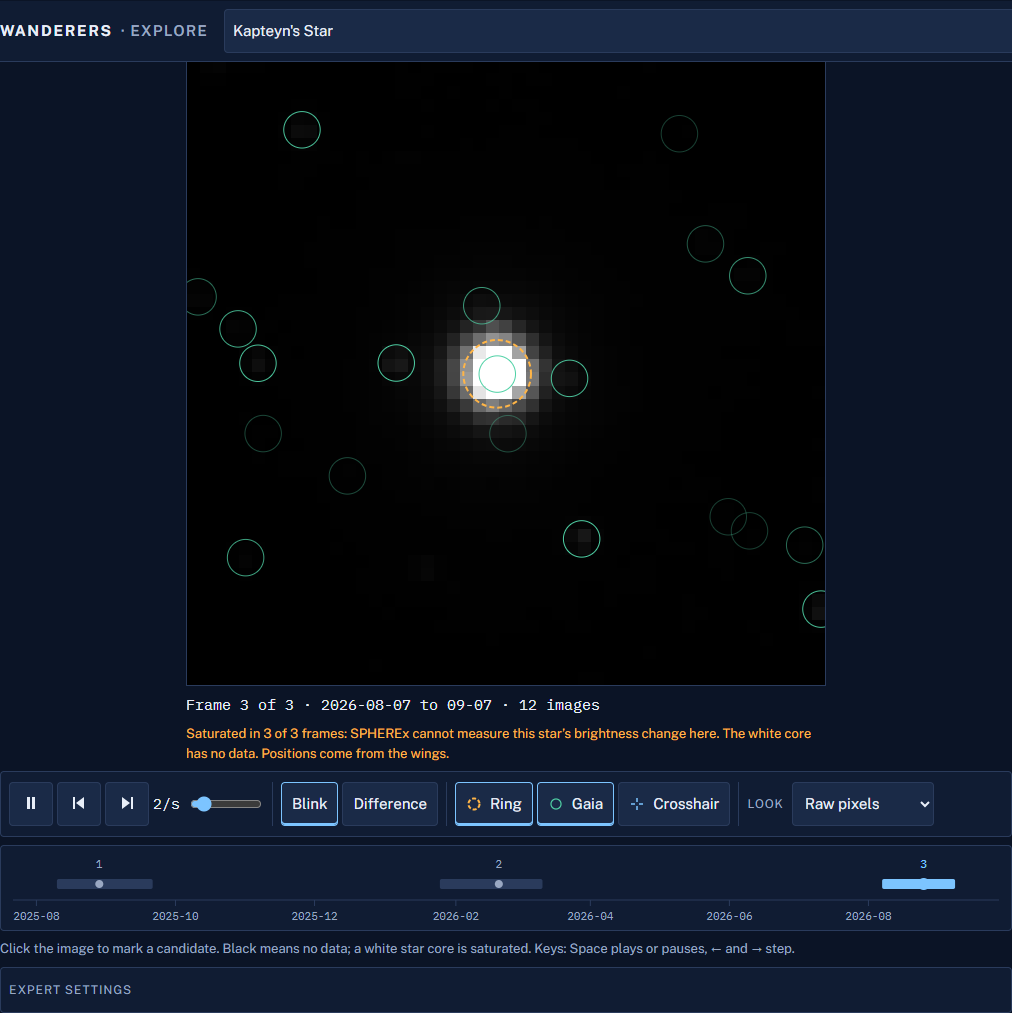 WANDERERS · EXPLORE Kapteyn's Star
Frame 3 of 3 · 2026-08-07 to 09-07 · 12 images
Saturated in 3 of 3 frames: SPHEREx cannot measure this star's brightness change here. The white core
has no data. Positions come from the wings.
2/s Blink Difference Ring Gaia Crosshair LOOK Raw pixels
1 2 3
2025-08 2025-10 2025-12 2026-02 2026-04 2026-06 2026-08
Click the image to mark a candidate. Black means no data; a white star core is saturated. Keys: Space plays or pauses, ← and → step.
EXPERT SETTINGS